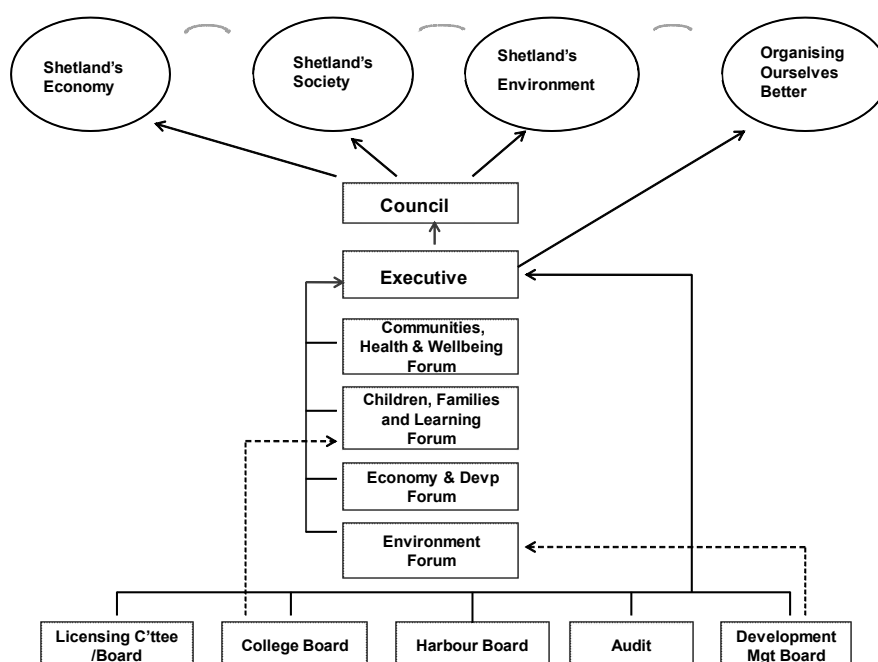 Shetland's
Economy
Shetland's
Society
Shetland's
Environment
Organising
Ourselves
Better
Council
Executive
Communities,
Health & Wellbeing
Forum
Children, Families
and Learning
Forum
Economy & Devp
Forum
Environment
Forum
Licensing C'ttee
/Board
College Board
Harbour Board
Audit
Development
Mgt Board